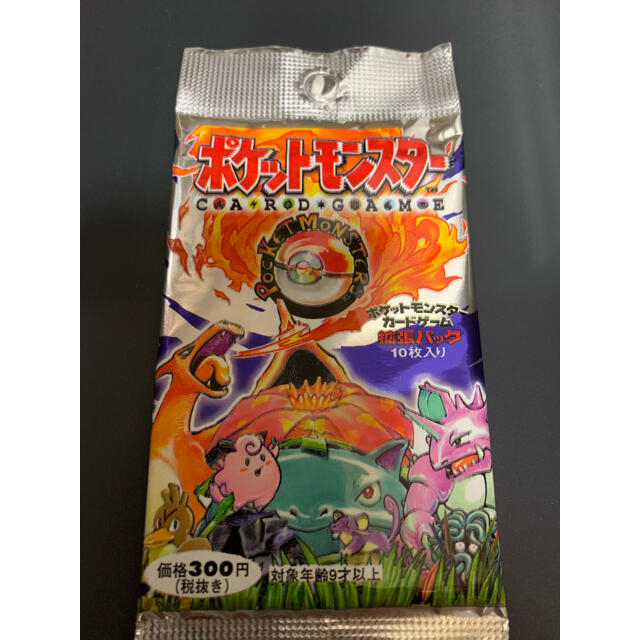 ポケットモンスター
TM
CARD GAME
POCKET MONSTERS
ポケットモンスター
カードゲーム
拡張パック
10枚入り
価格300円
(税抜き)
対象年齢9才以上